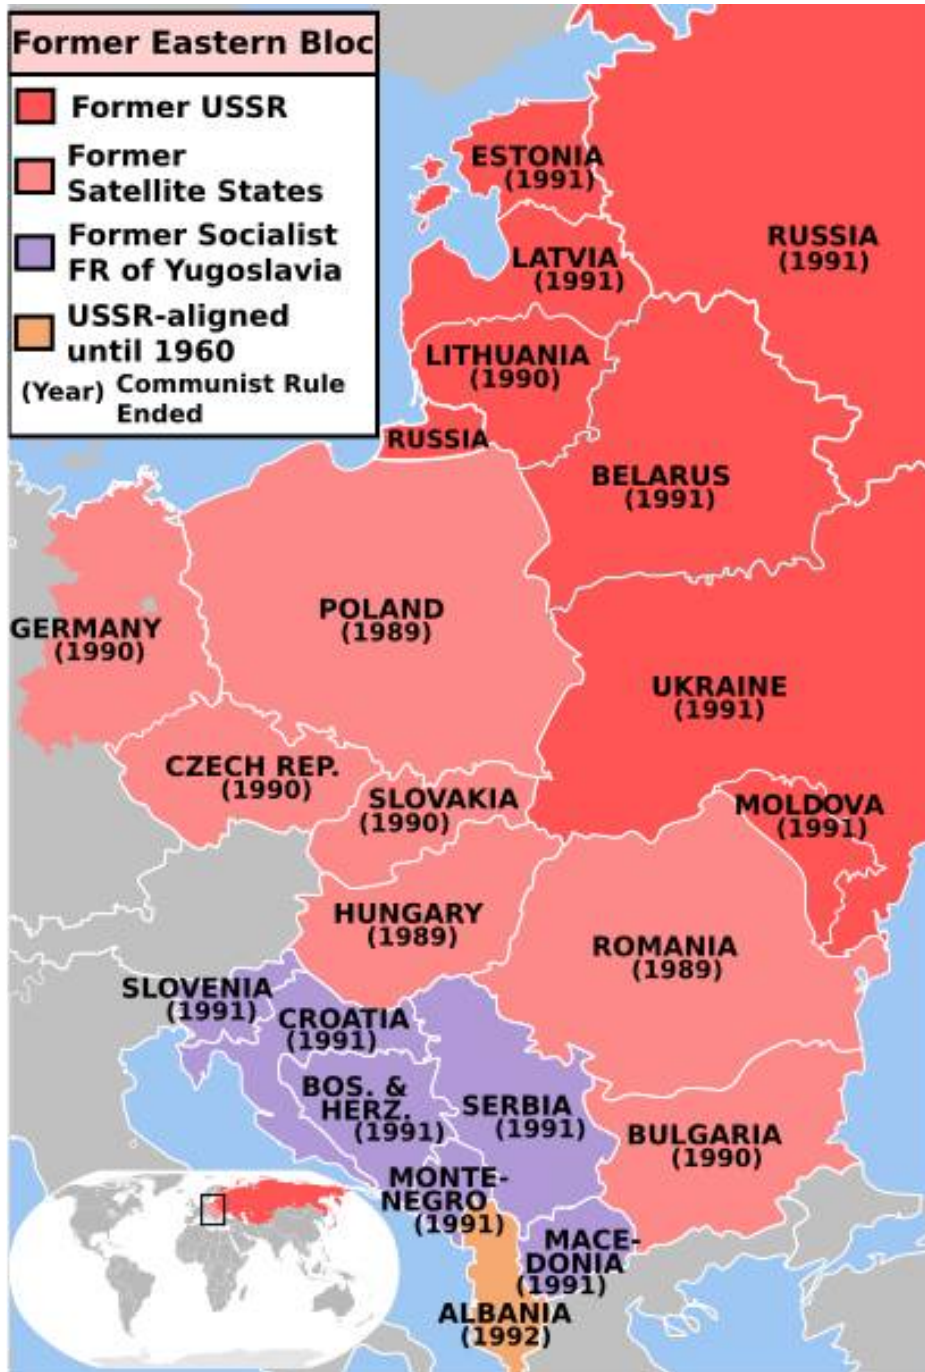 Former Eastern Bloc
Former USSR
Former
Satellite States
Former Socialist
FR of Yugoslavia
USSR-aligned
until 1960
(Year) Communist Rule
Ended
ESTONIA
(1991)
RUSSIA
(1991)
LATVIA
(1991)
LITHUANIA
(1990)
RUSSIA
BELARUS
(1991)
POLAND
(1989)
GERMANY
(1990)
UKRAINE
(1991)
CZECH REP.
(1990)
SLOVAKIA
(1990)
MOLDOVA
(1991)
HUNGARY
(1989)
ROMANIA
(1989)
SLOVENIA
(1991)
CROATIA
(1991)
BOS. &
HERZ.
(1991)
SERBIA
(1991)
BULGARIA
(1990)
MONTE-
NEGRO
(1991)
MACE-
DONIA
(1991)
ALBANIA
(1992)